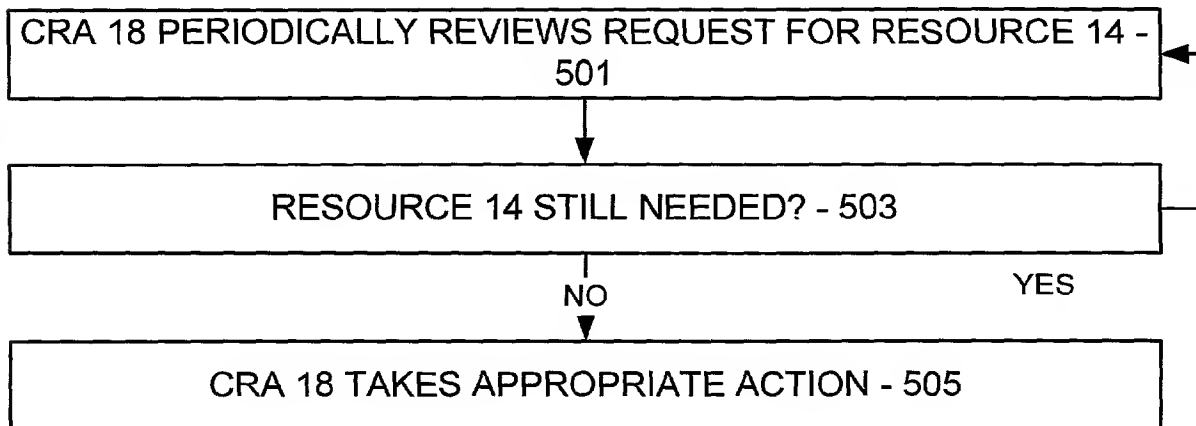 CRA 18 PERIODICALLY REVIEWS REQUEST FOR RESOURCE 14 -
501
RESOURCE 14 STILL NEEDED? - 503
NO
YES
CRA 18 TAKES APPROPRIATE ACTION - 505